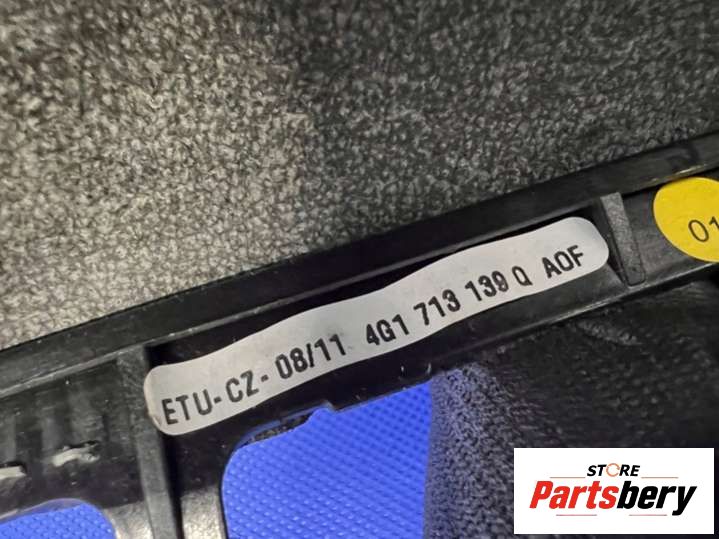 01
ETU-CZ-08/11 4G1 713 139 Q AOF
STORE
Partsbery